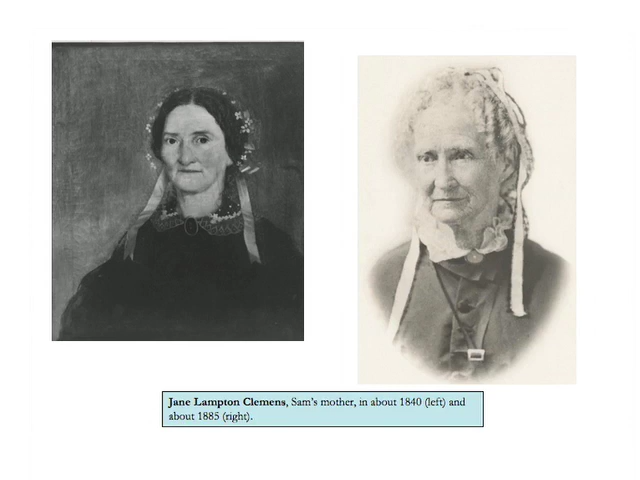 Jane Lampton Clemens, Sam's mother, in about 1840 (left) and
about 1885 (right).